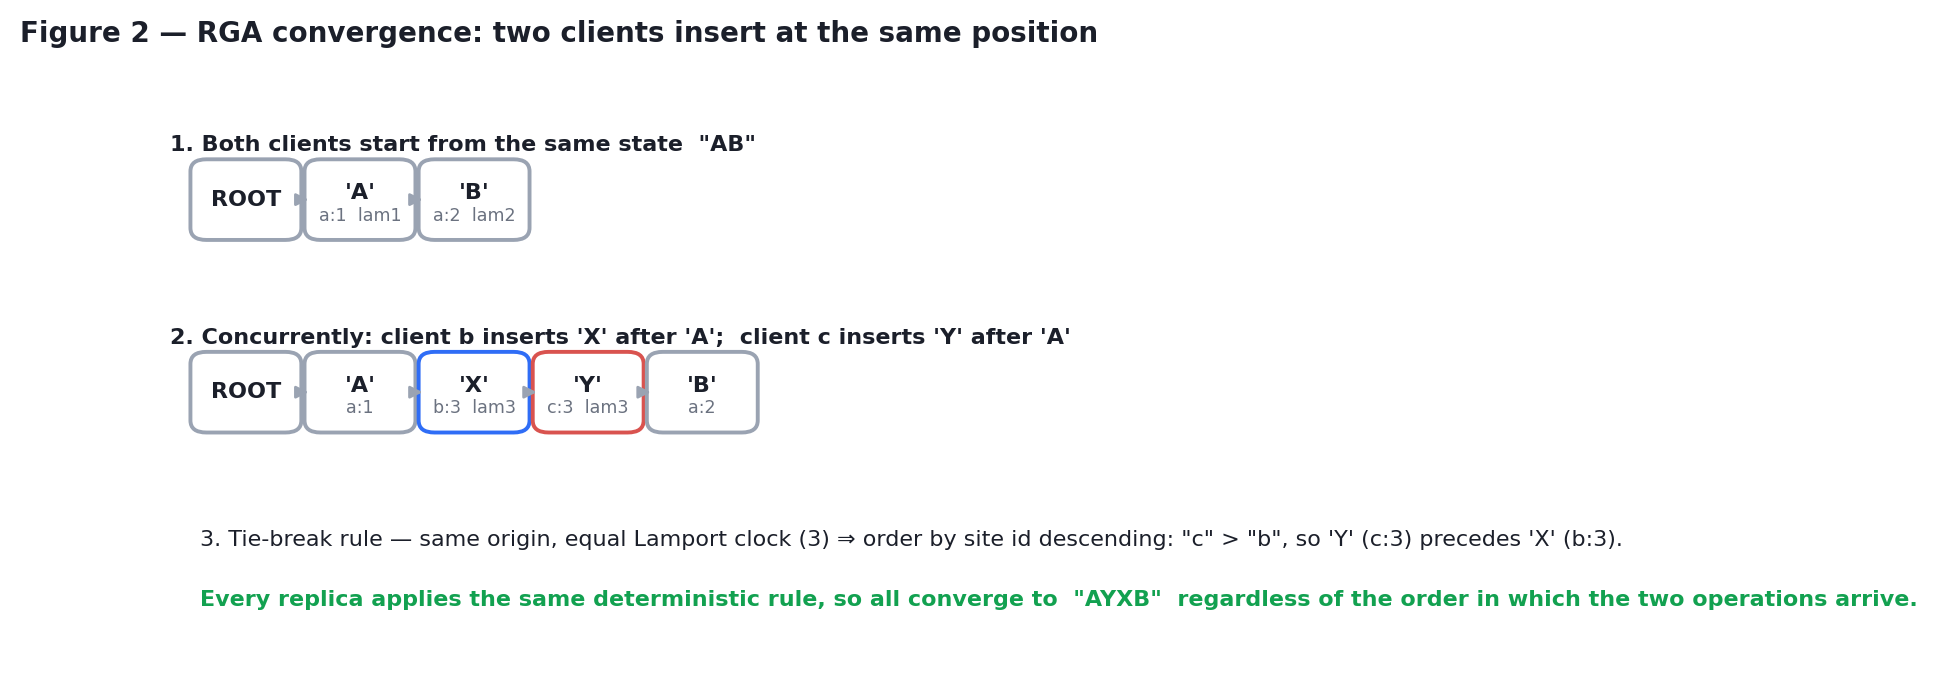 Figure 2 — RGA convergence: two clients insert at the same position
1. Both clients start from the same state  "AB"
ROOT 'A' 'B'
a:1  lam1 a:2  lam2
2. Concurrently: client b inserts 'X' after 'A';  client c inserts 'Y' after 'A'
ROOT 'A' 'X' 'Y' 'B'
a:1 b:3  lam3 c:3  lam3 a:2
3. Tie-break rule — same origin, equal Lamport clock (3) ⇒ order by site id descending: "c" > "b", so 'Y' (c:3) precedes 'X' (b:3).
Every replica applies the same deterministic rule, so all converge to  "AYXB"  regardless of the order in which the two operations arrive.